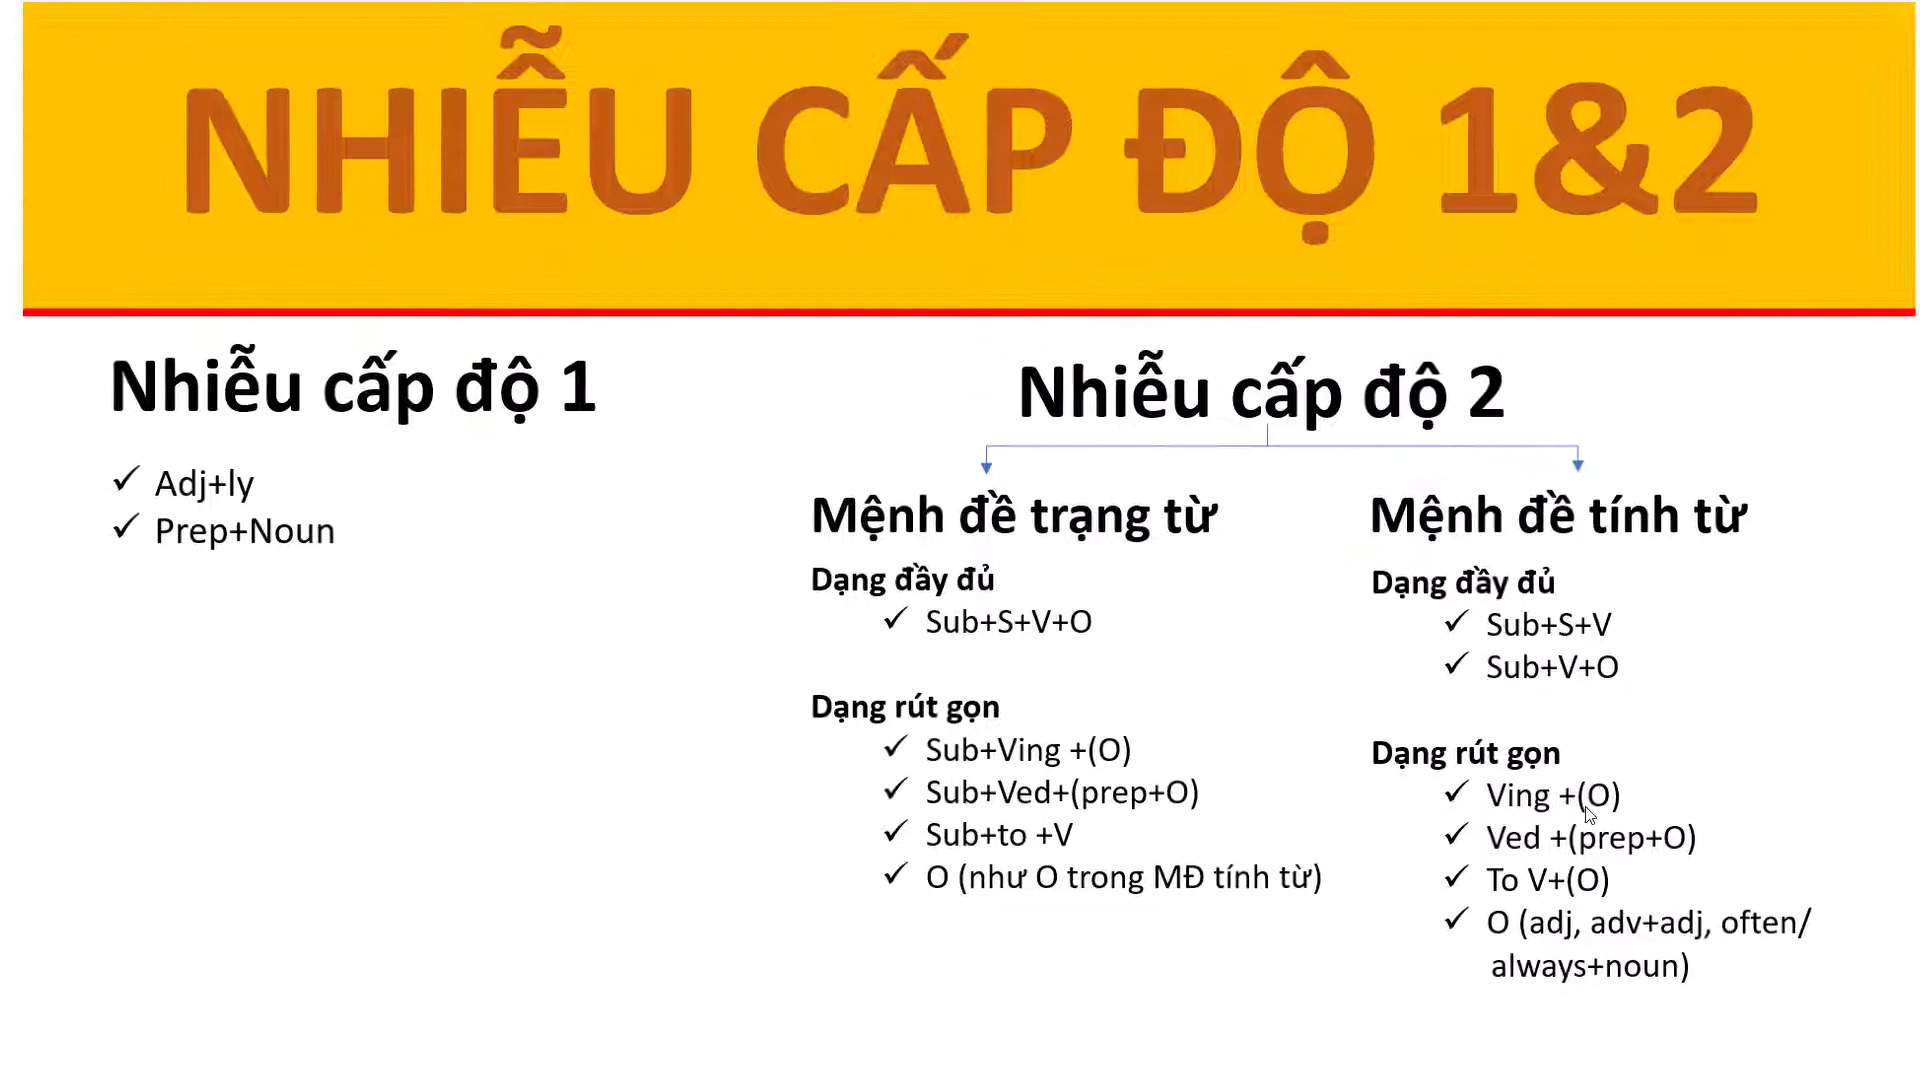 NHIỄU CẤP ĐỘ 1&2
Nhiễu cấp độ 1
✓ Adj+ly
✓ Prep+Noun
Nhiễu cấp độ 2
Mệnh đề trạng từ
Dạng đầy đủ
✓ Sub+S+V+O
Dạng rút gọn
✓ Sub+Ving +(O)
✓ Sub+Ved+(prep+O)
✓ Sub+to +V
✓ O (như O trong MĐ tính từ)
Mệnh đề tính từ
Dạng đầy đủ
✓ Sub+S+V
✓ Sub+V+O
Dạng rút gọn
✓ Ving +(O)
✓ Ved +(prep+O)
✓ To V+(O)
✓ O (adj, adv+adj, often/
always+noun)